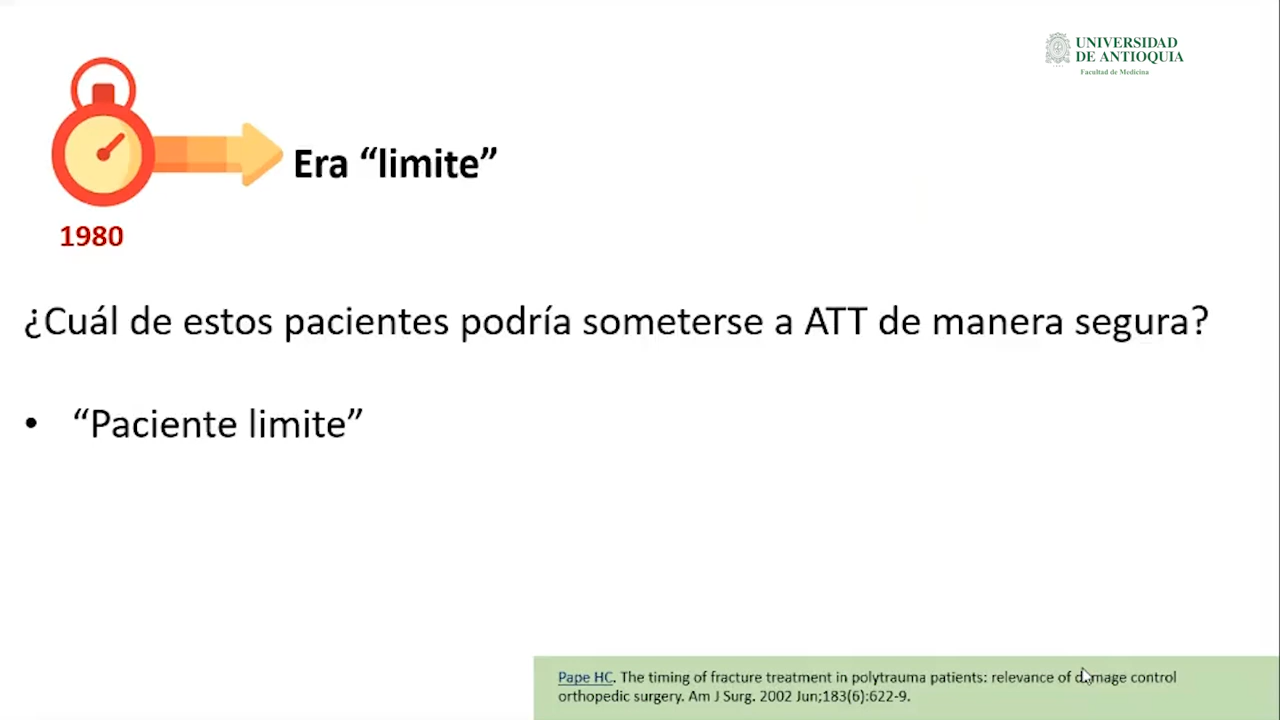 UNIVERSIDAD
DE ANTIOQUIA
Facultad de Medicina
Era “limite”
1980
¿Cuál de estos pacientes podría someterse a ATT de manera segura?
• “Paciente limite”
Pape HC. The timing of fracture treatment in polytrauma patients: relevance of damage control
orthopedic surgery. Am J Surg. 2002 Jun;183(6):622-9.